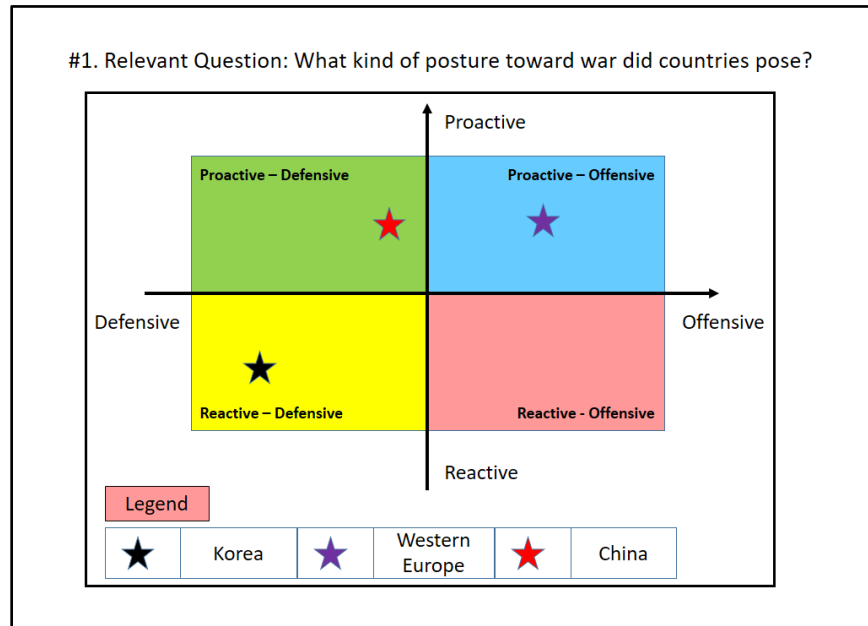 #1. Relevant Question: What kind of posture toward war did countries pose?
Proactive
Proactive – Defensive
Proactive – Offensive
Defensive
Offensive
Reactive – Defensive
Reactive - Offensive
Reactive
Legend
Korea
Western
Europe
China